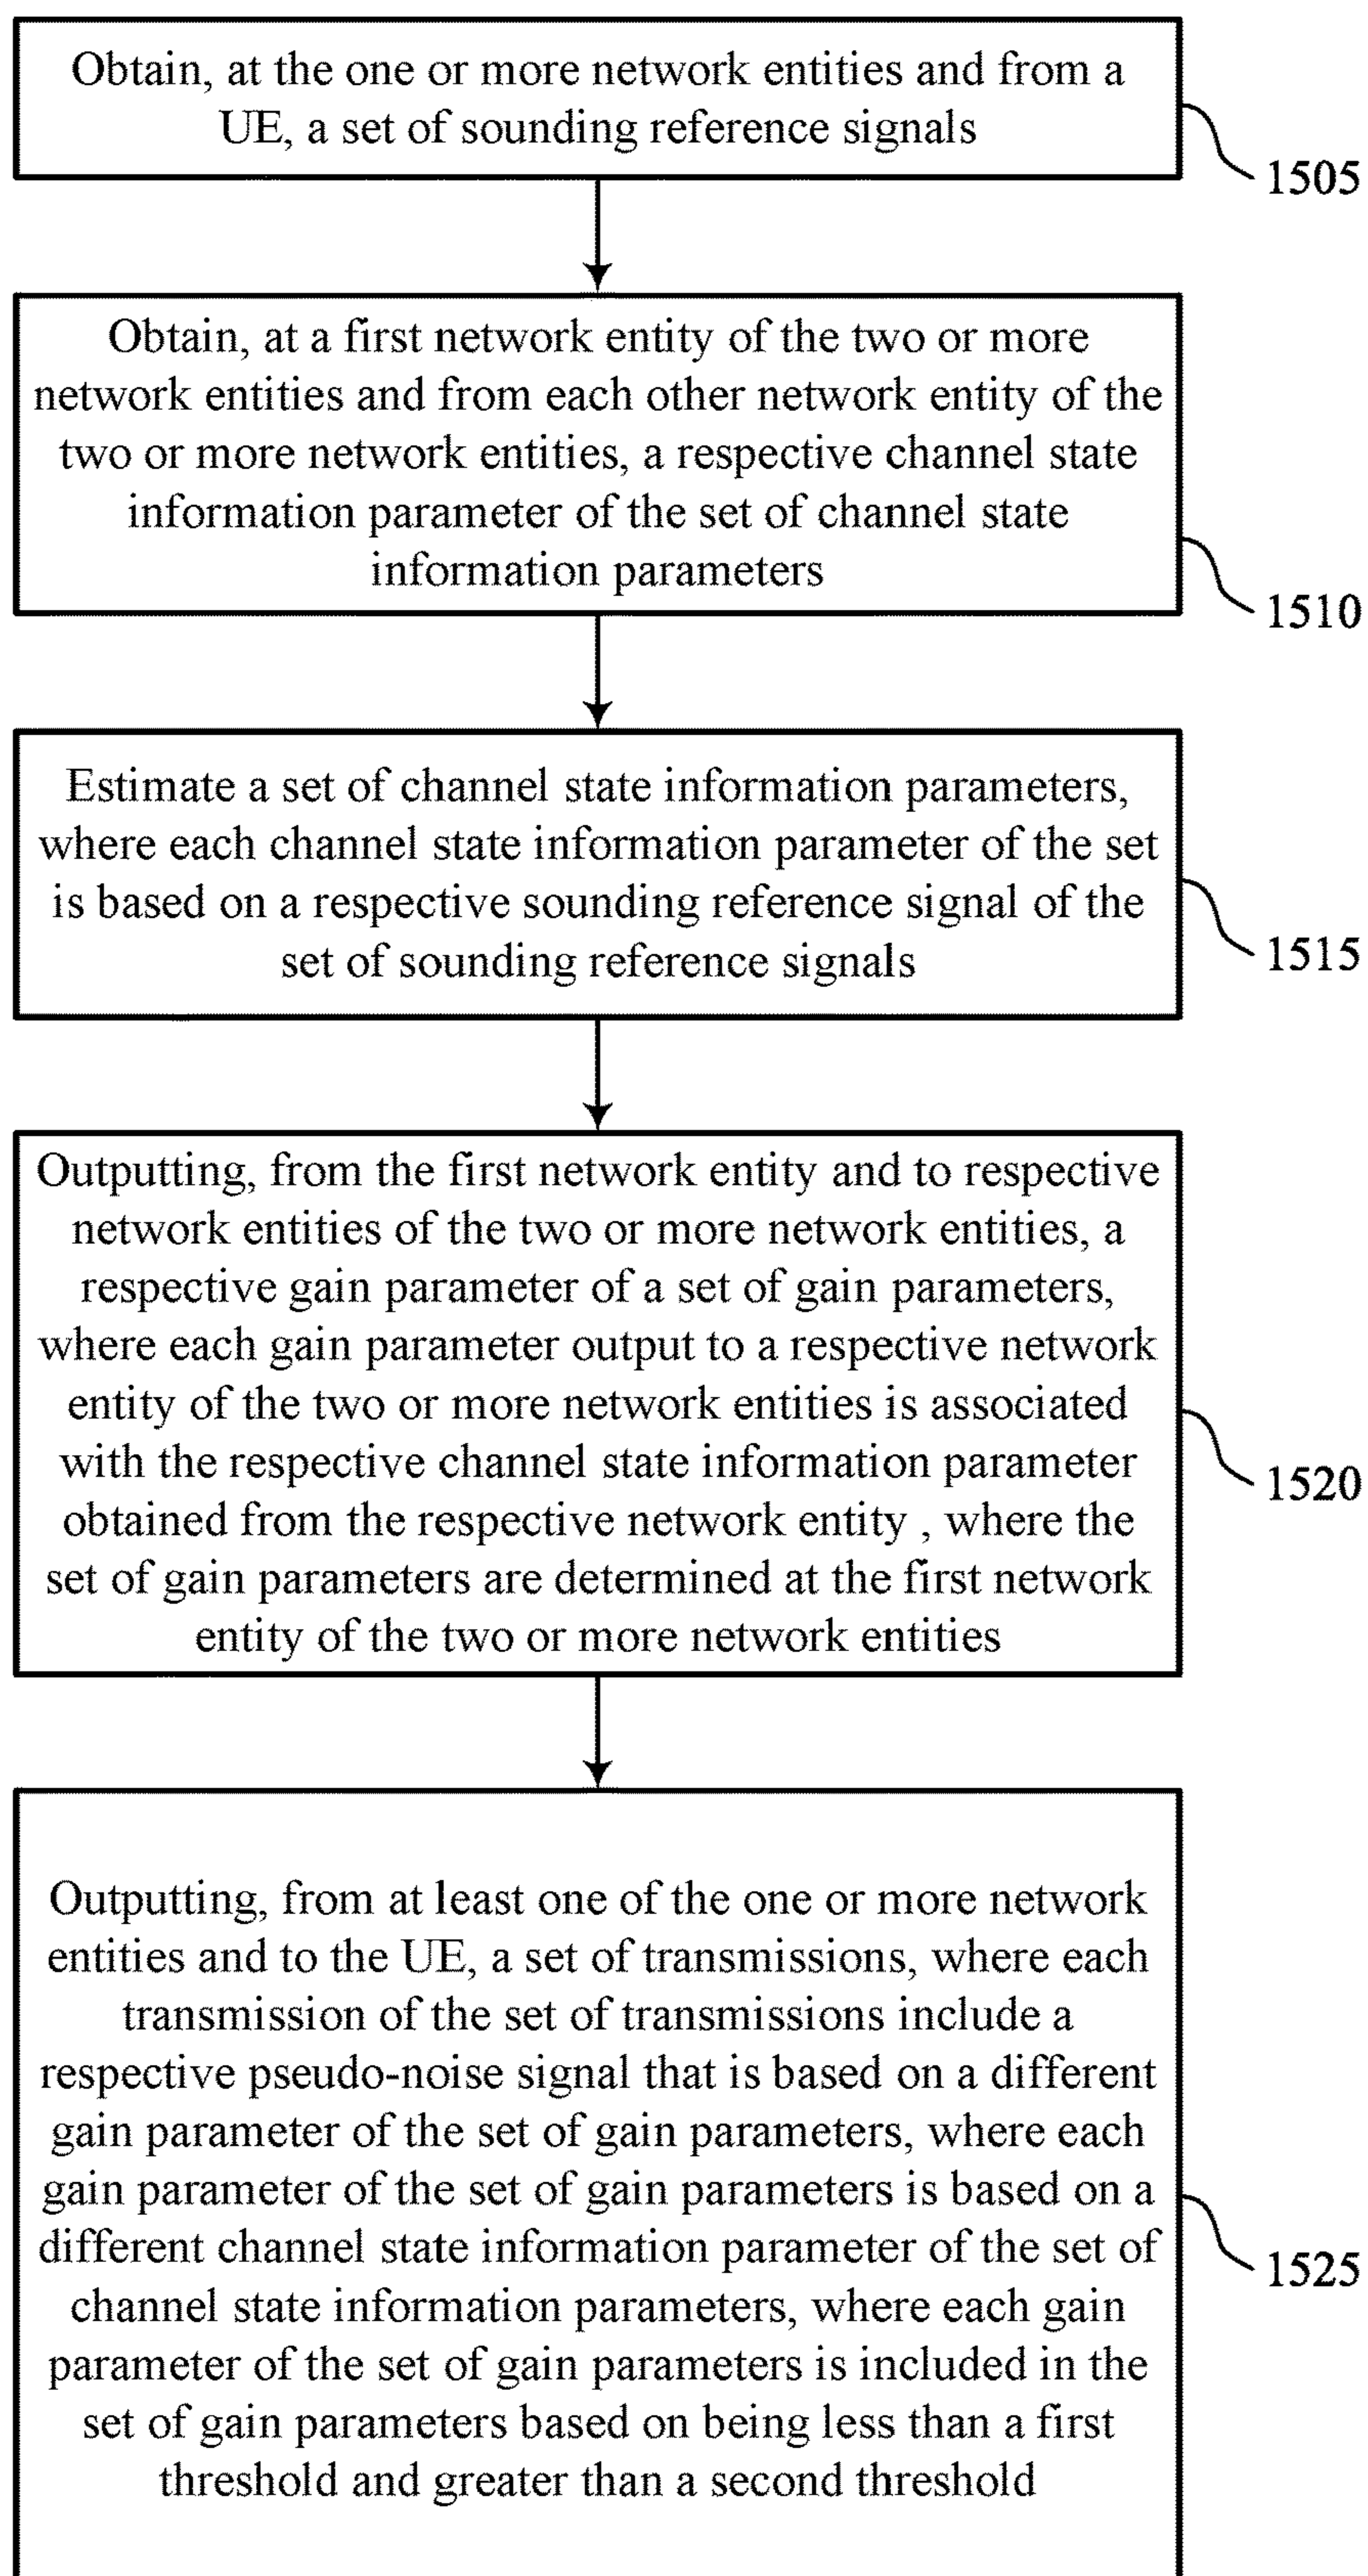 Obtain, at the one or more network entities and from a
UE, a set of sounding reference signals
1505
Obtain, at a first network entity of the two or more
network entities and from each other network entity of the
two or more network entities, a respective channel state
information parameter of the set of channel state
information parameters
1510
Estimate a set of channel state information parameters,
where each channel state information parameter of the set
is based on a respective sounding reference signal of the
set of sounding reference signals
1515
Outputting, from the first network entity and to respective
network entities of the two or more network entities, a
respective gain parameter of a set of gain parameters,
where each gain parameter output to a respective network
entity of the two or more network entities is associated
with the respective channel state information parameter
obtained from the respective network entity , where the
set of gain parameters are determined at the first network
entity of the two or more network entities
1520
Outputting, from at least one of the one or more network
entities and to the UE, a set of transmissions, where each
transmission of the set of transmissions include a
respective pseudo-noise signal that is based on a different
gain parameter of the set of gain parameters, where each
gain parameter of the set of gain parameters is based on a
different channel state information parameter of the set of
channel state information parameters, where each gain
parameter of the set of gain parameters is included in the
set of gain parameters based on being less than a first
threshold and greater than a second threshold
1525